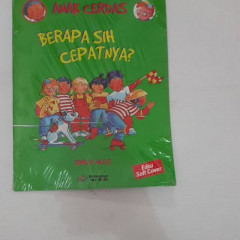 ANAK CERDAS
BERAPA SIH
CEPATNYA?
Edisi
Soft Cover